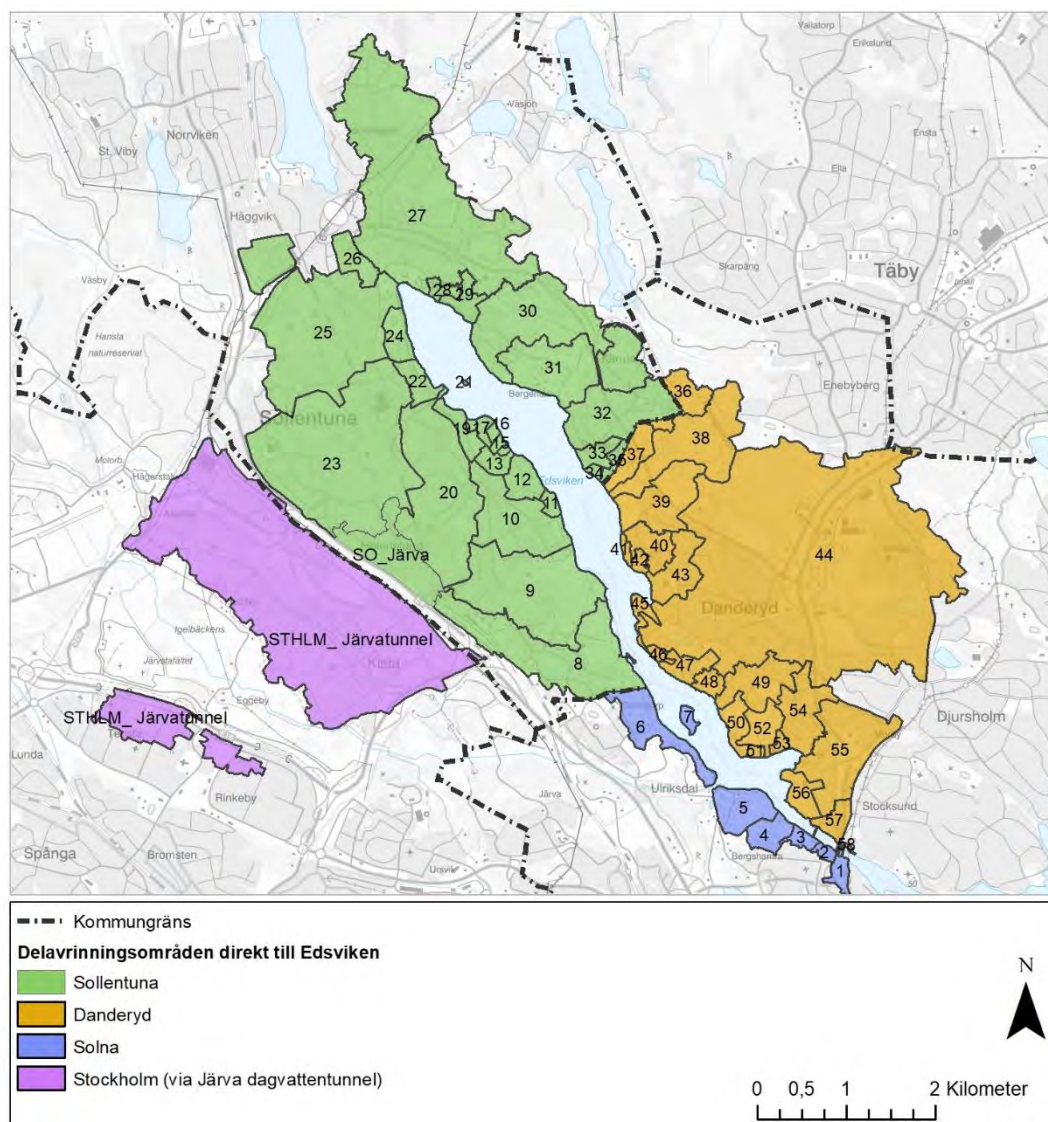 Vallatorp
Erikslund
Norrviken
Väsjön
St. Viby
Ensta
Ella
Häggvik
27
Skarpäng
Täby
26
Väsby
28
29
30
Hansta
naturreservat
25
24
Enebyberg
31
22
21
36
Sollentuna
32
38
16
19
17
15
33
37
35
23
13
34
Edsviken
20
12
39
11
10
44
SO_Järva
41
40
42
43
9
45
Danderyd
STHLM_ Järvatunnel
Igelbäckens
46
47
Kista
8
Järvafältet
48
49
Eggeby
STHLM_ Järvatunnel
6
7
54
50
52
53
55
Djursholm
51
Lunda
Rinkeby
Ulriksdal
56
Järva
5
Stocksund
57
4
3
58
Spånga
Bromsten
Ursvik
Bergshamra
2
1
Kommungräns
Delavrinningsområden direkt till Edsviken
Sollentuna
Danderyd
Solna
Stockholm (via Järva dagvattentunnel)
N
0 0,5 1 2 Kilometer